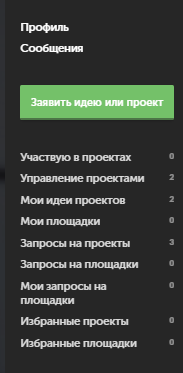 Профиль
Сообщения
Заявить идею или проект
Участвую в проектах 0
Управление проектами 2
Мои идеи проектов 2
Мои площадки 0
Запросы на проекты 3
Запросы на площадки 0
Мои запросы на 0
площадки
Избранные проекты 0
Избранные площадки 0